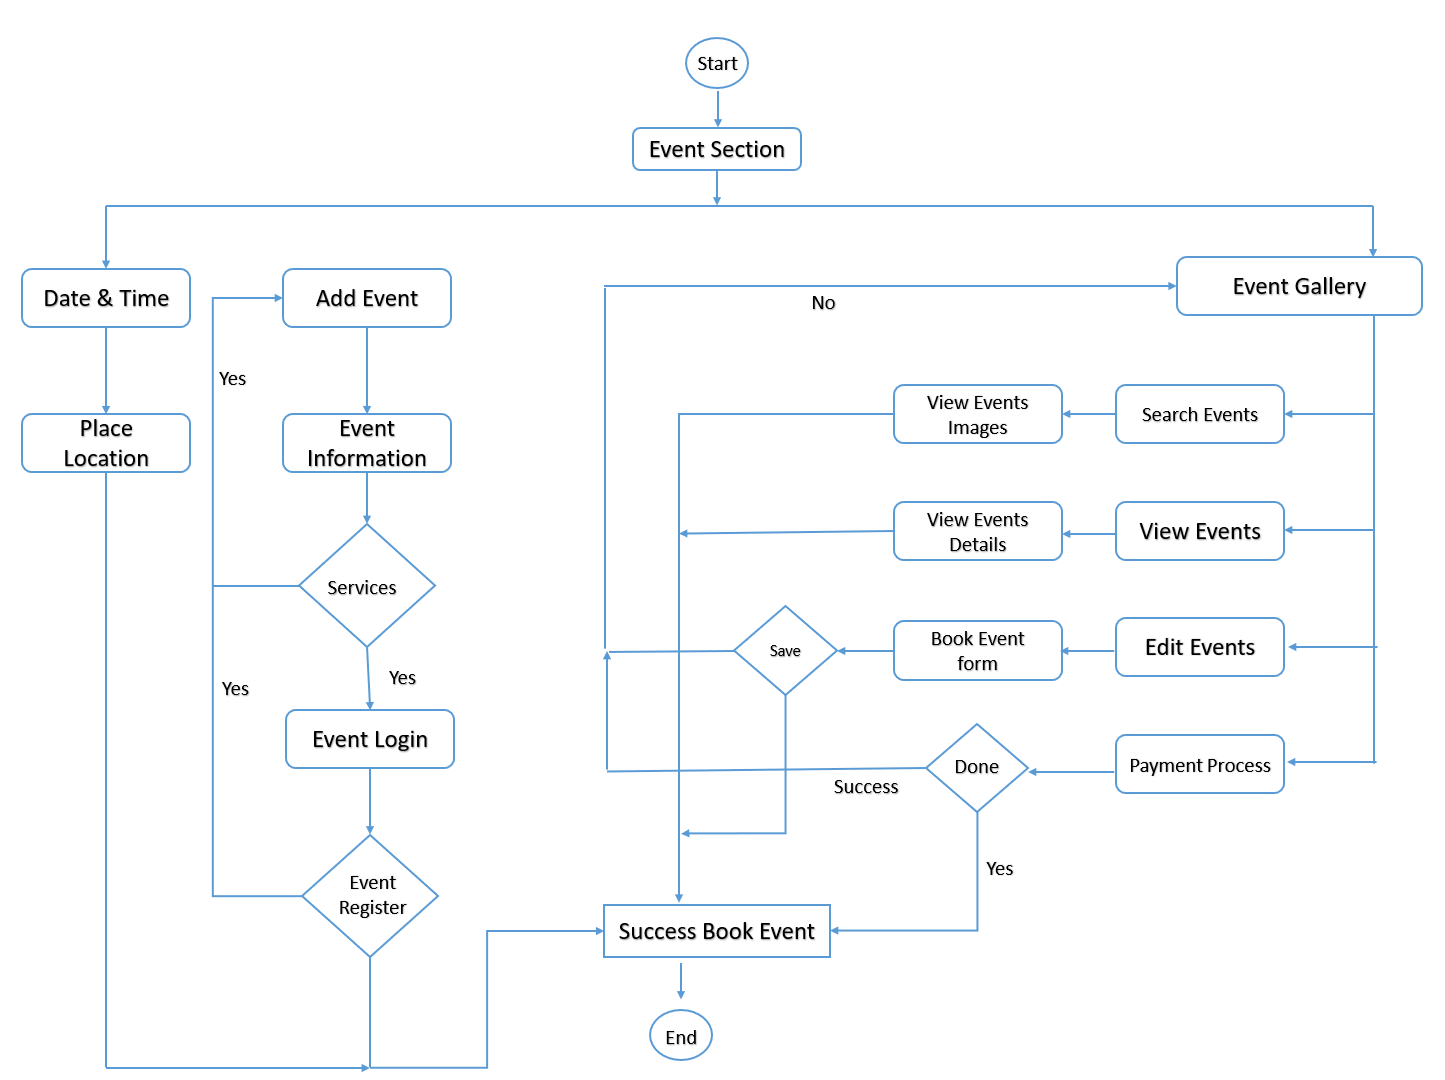 Start
Event Section
Date & Time
Add Event
Event Gallery
No
Yes
View Events
Images
Search Events
Place
Location
Event
Information
View Events
Details
View Events
Services
Save
Book Event
form
Edit Events
Yes
Yes
Event Login
Done
Payment Process
Success
Yes
Event
Register
Success Book Event
End